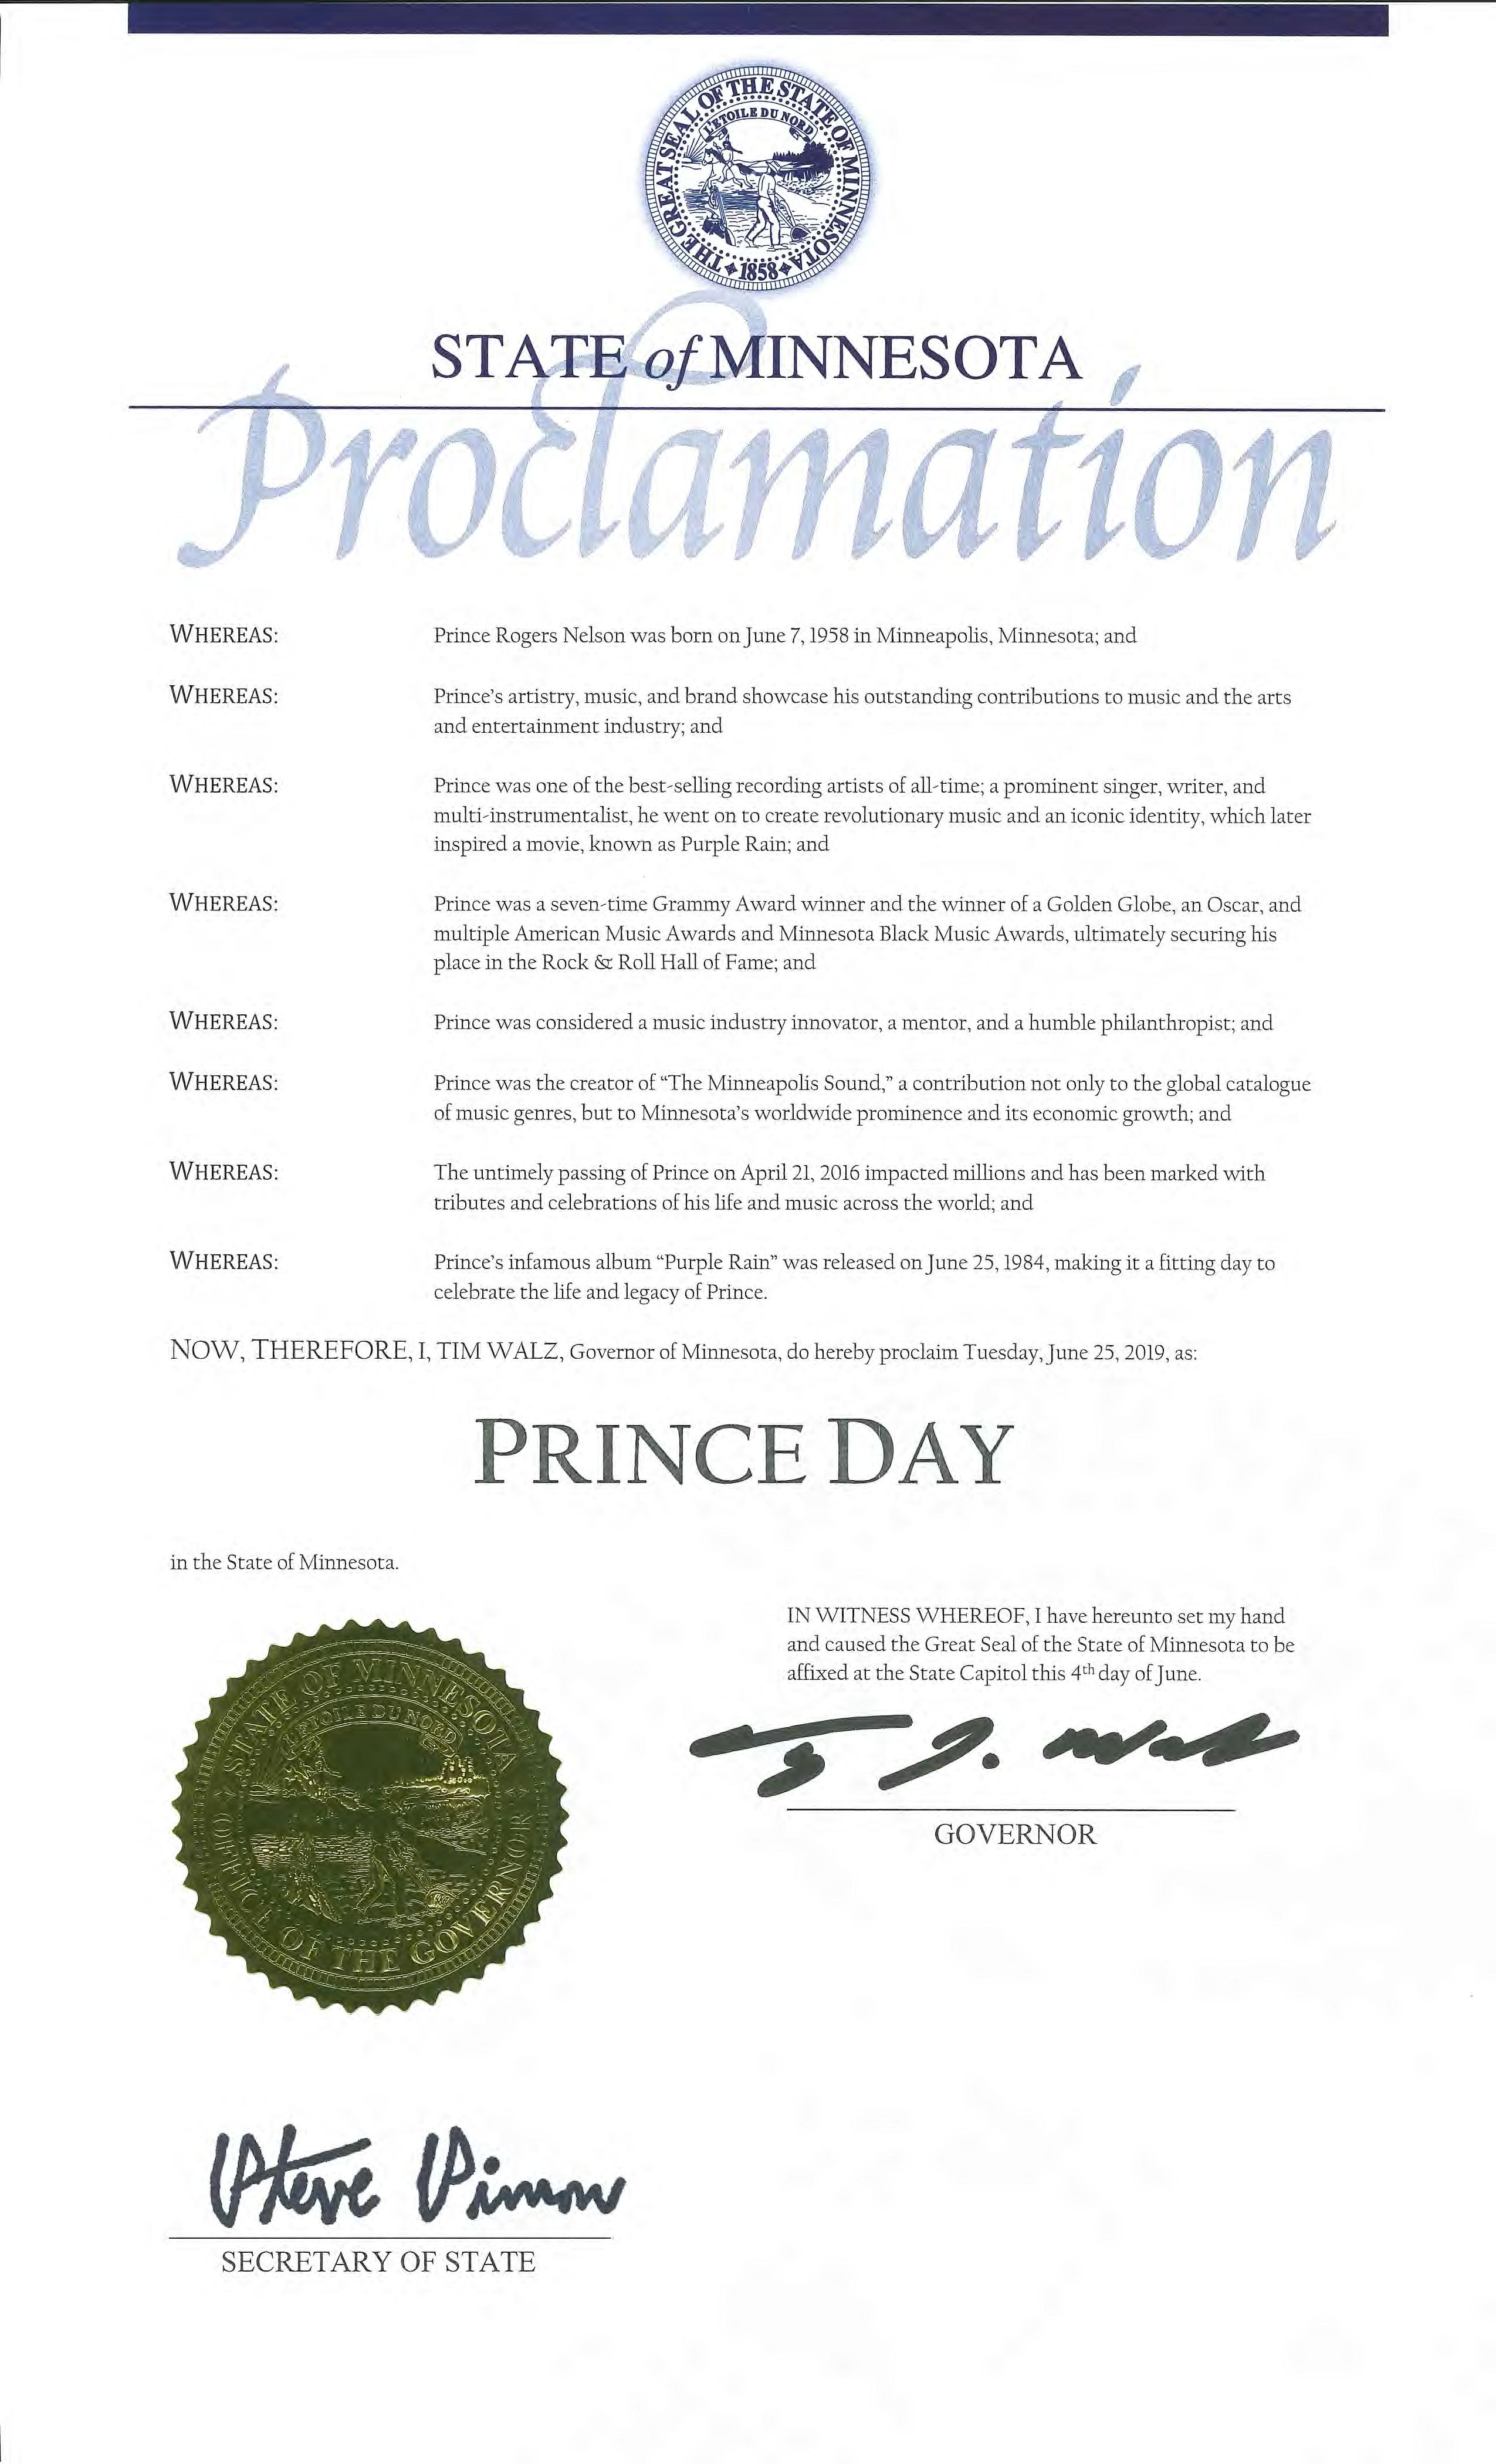 THE GREAT SEAL OF THE STATE OF MINNESOTA
L'ETOILE DU NORD
1858
STATE of MINNESOTA
Proclamation
WHEREAS: Prince Rogers Nelson was born on June 7, 1958 in Minneapolis, Minnesota; and
WHEREAS: Prince's artistry, music, and brand showcase his outstanding contributions to music and the arts
and entertainment industry; and
WHEREAS: Prince was one of the best-selling recording artists of all-time; a prominent singer, writer, and
multi-instrumentalist, he went on to create revolutionary music and an iconic identity, which later
inspired a movie, known as Purple Rain; and
WHEREAS: Prince was a seven-time Grammy Award winner and the winner of a Golden Globe, an Oscar, and
multiple American Music Awards and Minnesota Black Music Awards, ultimately securing his
place in the Rock & Roll Hall of Fame; and
WHEREAS: Prince was considered a music industry innovator, a mentor, and a humble philanthropist; and
WHEREAS: Prince was the creator of “The Minneapolis Sound,” a contribution not only to the global catalogue
of music genres, but to Minnesota's worldwide prominence and its economic growth; and
WHEREAS: The untimely passing of Prince on April 21, 2016 impacted millions and has been marked with
tributes and celebrations of his life and music across the world; and
WHEREAS: Prince's infamous album “Purple Rain” was released on June 25, 1984, making it a fitting day to
celebrate the life and legacy of Prince.
NOW, THEREFORE, I, TIM WALZ, Governor of Minnesota, do hereby proclaim Tuesday, June 25, 2019, as:
PRINCE DAY
in the State of Minnesota.
IN WITNESS WHEREOF, I have hereunto set my hand
and caused the Great Seal of the State of Minnesota to be
affixed at the State Capitol this 4th day of June.
STATE OF MINNESOTA
L'ETOILE DU NORD
OFFICE OF THE GOVERNOR
GOVERNOR
Steve Simon
SECRETARY OF STATE